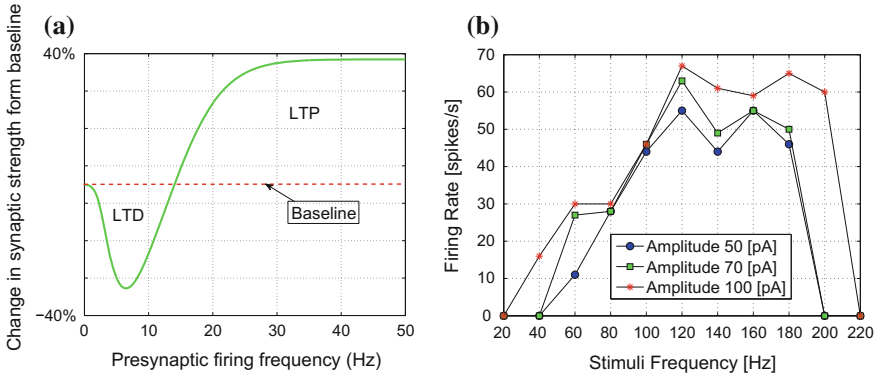 (a)
Change in synaptic strength form baseline
40%
−40%
LTD
LTP
Baseline
0
10
20
30
40
50
Presynaptic firing frequency (Hz)
(b)
Firing Rate [spikes/s]
70
60
50
40
30
20
10
0
Amplitude 50 [pA]
Amplitude 70 [pA]
Amplitude 100 [pA]
20
40
60
80
100
120
140
160
180
200
220
Stimuli Frequency [Hz]